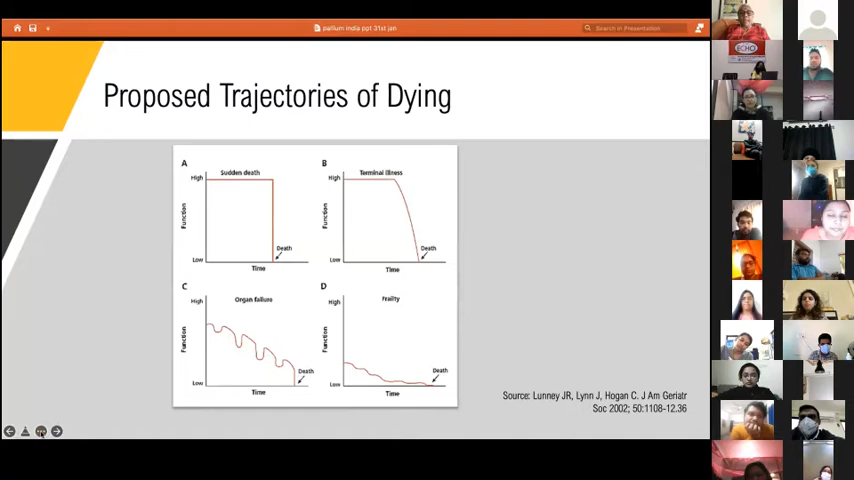 pallium india ppt 31st jan
Search in Presentation
Proposed Trajectories of Dying
A
Sudden death
High
Function
Low
Death
Time
B
Terminal illness
High
Function
Low
Death
Time
C
Organ failure
High
Function
Low
Death
Time
D
Frailty
High
Function
Low
Death
Time
Source: Lunney JR, Lynn J, Hogan C. J Am Geriatr
Soc 2002; 50:1108-12.36
ECHO